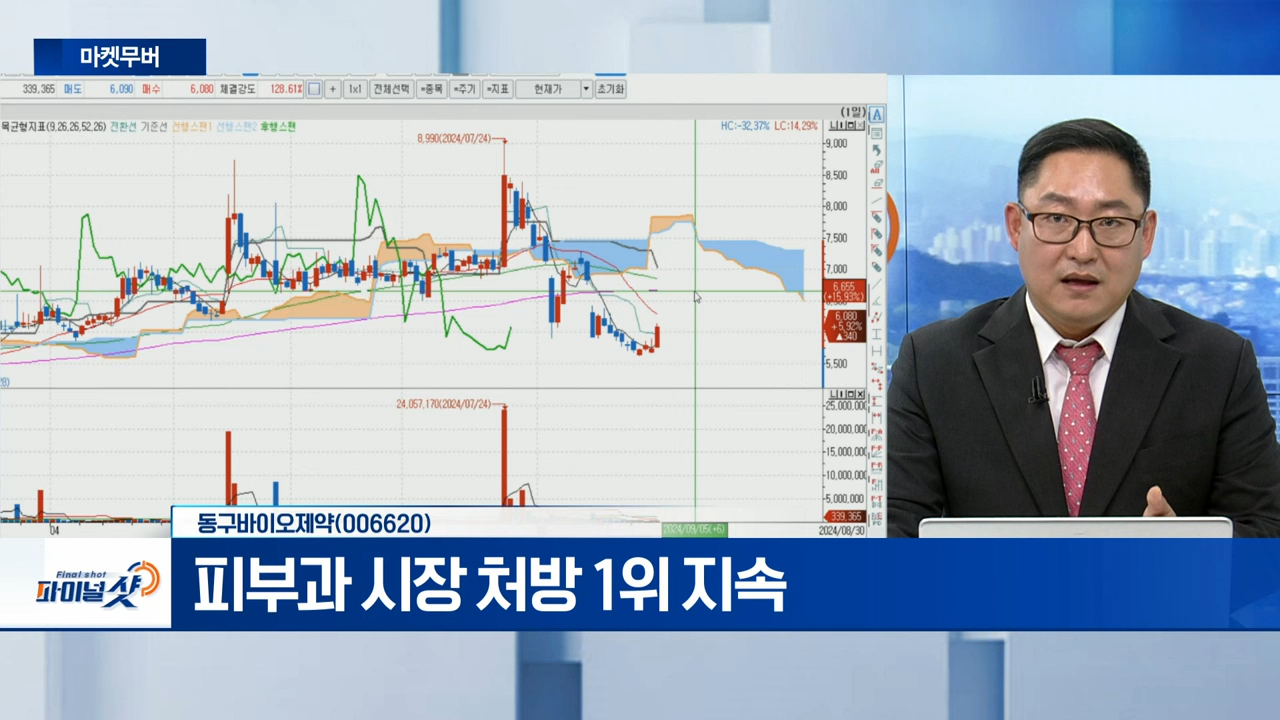 마켓무버
339,365 매도 6,090 매수 6,080 체결강도 128.61% + 1x1 전체선택 +종목 +주기 +지표 현재가 초기화
(1일) A
목균형지표(9,26,26,52,26) 전환선 기준선 선행스팬1 선행스팬2 후행스팬 HC:-32,37% LC:14,29%
8,990(2024/07/24)
9,000
8,500
8,000
7,500
7,000
6,655
(+15,93%)
6,080
+5,92%
▲340
5,500
24,057,170(2024/07/24)
25,000,000
20,000,000
15,000,000
10,000,000
5,000,000
339,365
04 2024/09/05(+6) 2024/08/30
동구바이오제약(006620)
Final shot
파이널샷
피부과 시장 처방 1위 지속